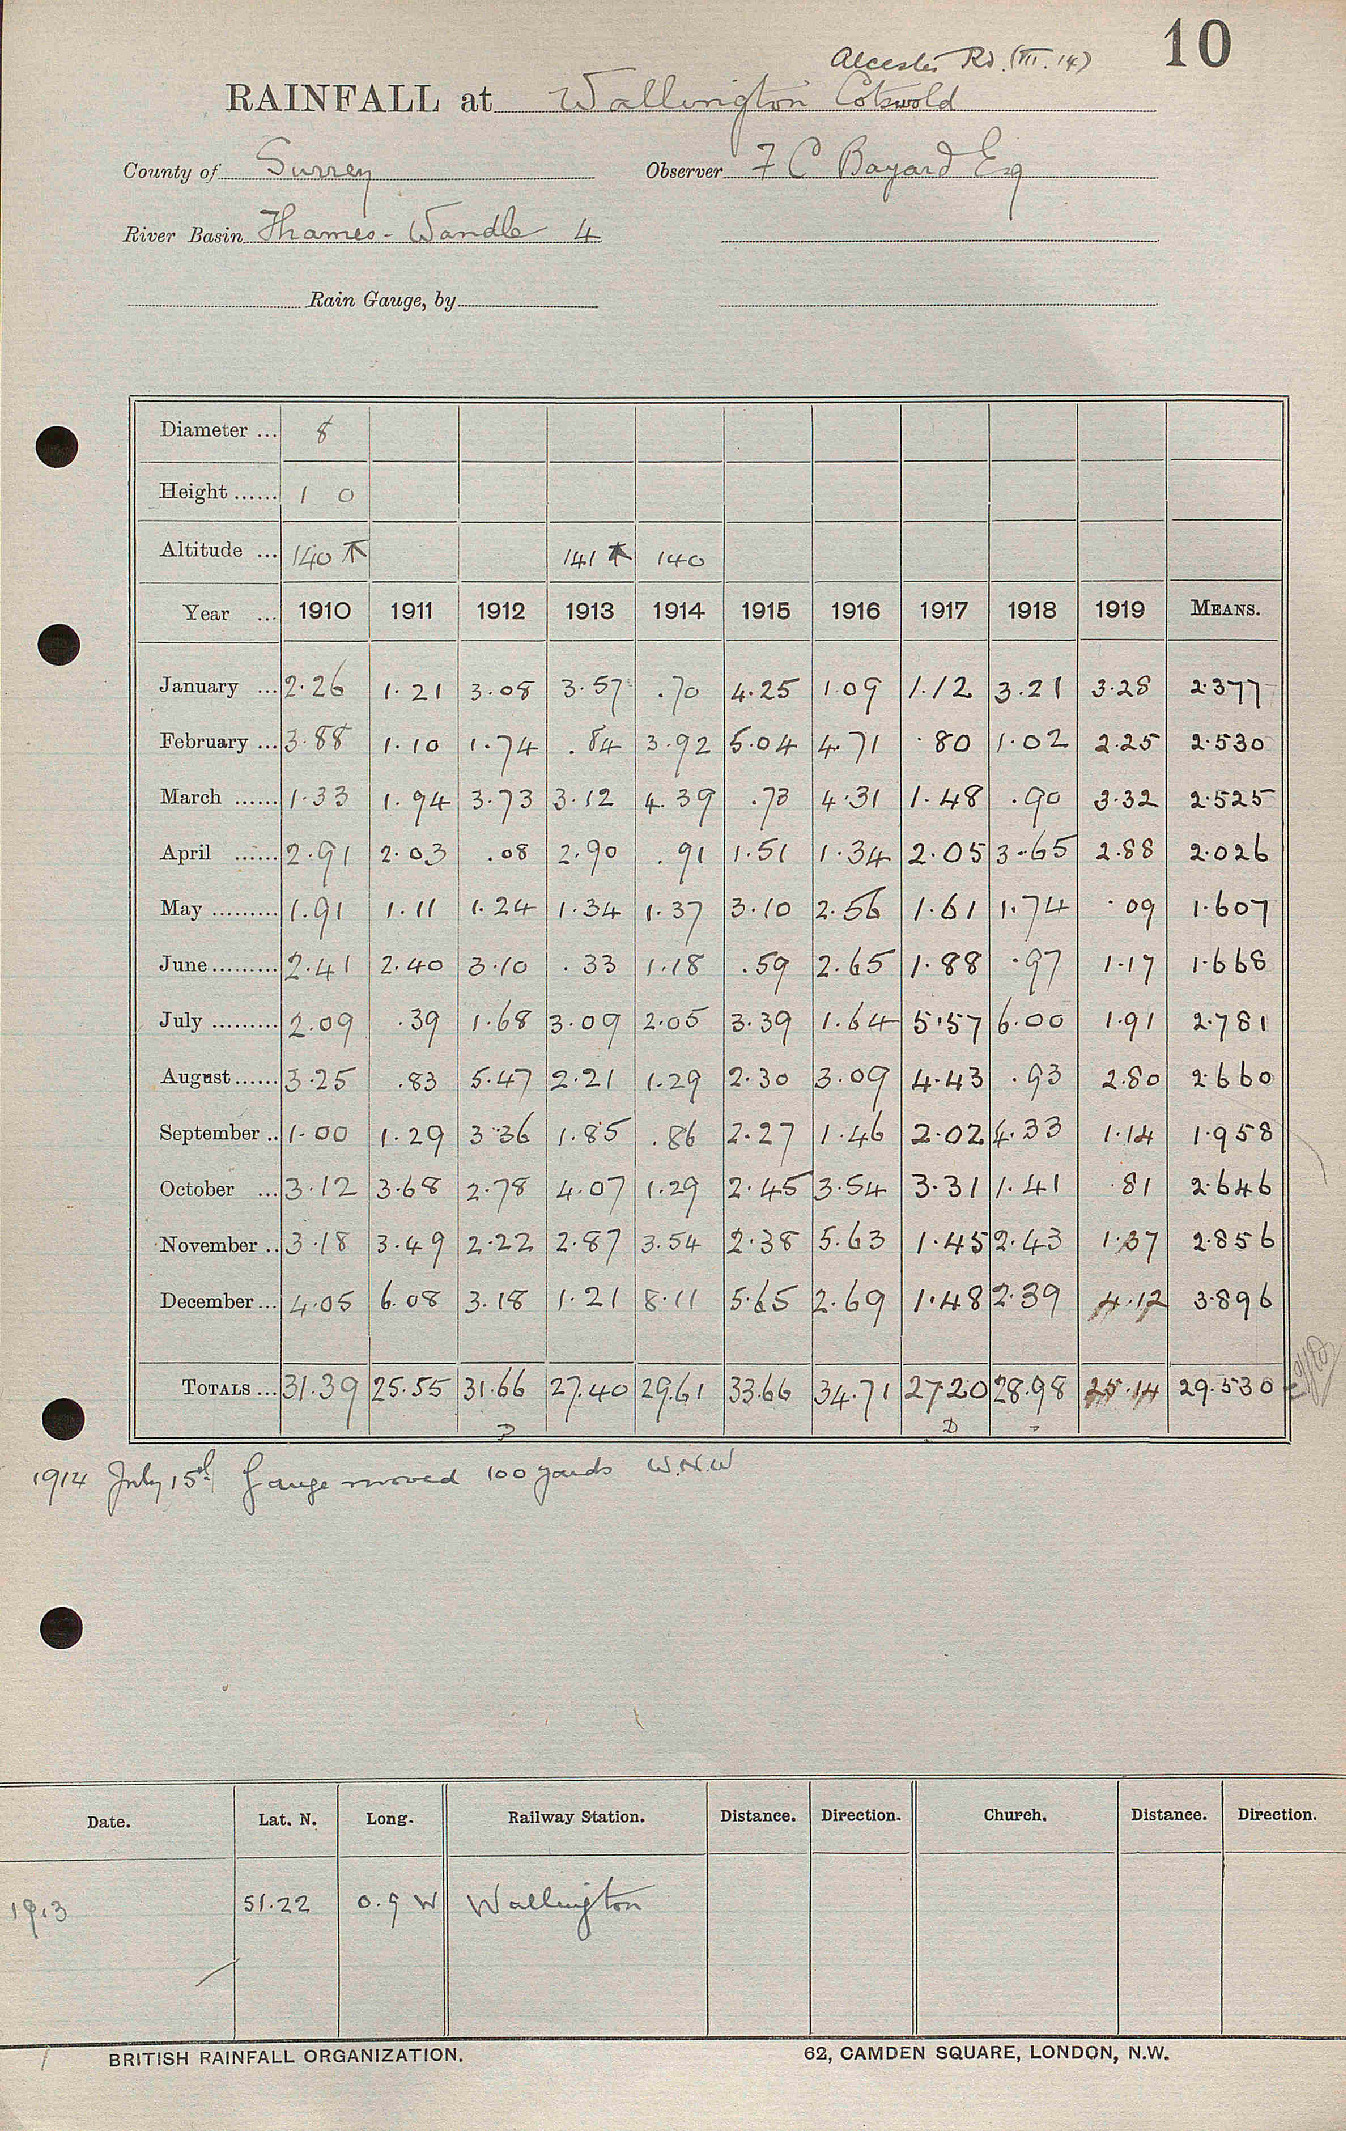 10
Alcester Rd. (III. 14)
RAINFALL at Wallington Cotswold
County of Surrey Observer F C Bayard Esq
River Basin Thames - Wandle 4
Rain Gauge, by
Diameter ... 8
Height ...... 1 0
Altitude ... 140 ↑ 141 ↑ 140
Year ... 1910 1911 1912 1913 1914 1915 1916 1917 1918 1919 MEANS.
January ... 2.26 1.21 3.08 3.57 .70 4.25 1.09 1.12 3.21 3.28 2.377
February ... 3.88 1.10 1.74 .84 3.92 5.04 4.71 .80 1.02 2.25 2.530
March ...... 1.33 1.94 3.73 3.12 4.39 .73 4.31 1.48 .90 3.32 2.525
April ...... 2.91 2.03 .08 2.90 .91 1.51 1.34 2.05 3.65 2.88 2.026
May ......... 1.91 1.11 1.24 1.34 1.37 3.10 2.56 1.61 1.74 .09 1.607
June ......... 2.41 2.40 3.10 .33 1.18 .59 2.65 1.88 .97 1.17 1.668
July ......... 2.09 .39 1.68 3.09 2.05 3.39 1.64 5.57 6.00 1.91 2.781
August ...... 3.25 .83 5.47 2.21 1.29 2.30 3.09 4.43 .93 2.80 2.660
September .. 1.00 1.29 3.36 1.85 .86 2.27 1.46 2.02 4.33 1.14 1.958
October ... 3.12 3.68 2.78 4.07 1.29 2.45 3.54 3.31 1.41 .81 2.646
November .. 3.18 3.49 2.22 2.87 3.54 2.38 5.63 1.45 2.43 1.37 2.856
December ... 4.05 6.08 3.18 1.21 8.11 5.65 2.69 1.48 2.39 4.12 3.896
TOTALS ... 31.39 25.55 31.66 27.40 29.61 33.66 34.71 27.20 28.98 25.14 29.530
D D
1914 July 15th Gauge moved 100 yards W.N.W
Date. Lat. N. Long. Railway Station. Distance. Direction. Church. Distance. Direction.
1913 51.22 0.9 W Wallington
BRITISH RAINFALL ORGANIZATION. 62, CAMDEN SQUARE, LONDON, N.W.